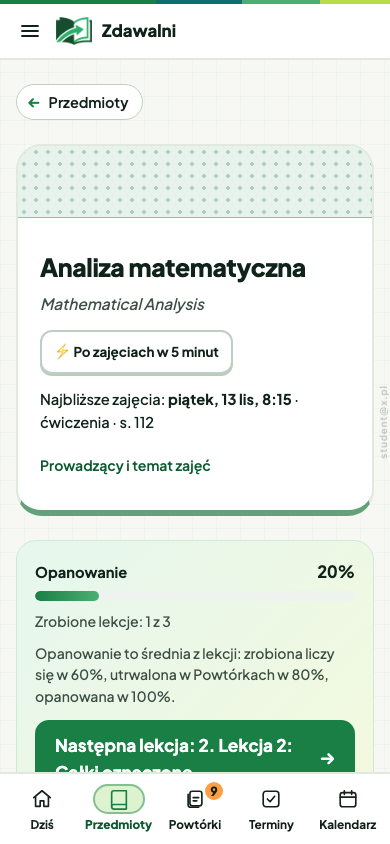 Zdawalni
Przedmioty
Analiza matematyczna
Mathematical Analysis
⚡ Po zajęciach w 5 minut
Najbliższe zajęcia: piątek, 13 lis, 8:15 ·
ćwiczenia · s. 112
Prowadzący i temat zajęć
student@x.pl
Opanowanie 20%
Zrobione lekcje: 1 z 3
Opanowanie to średnia z lekcji: zrobiona liczy
się w 60%, utrwalona w Powtórkach w 80%,
opanowana w 100%.
Następna lekcja: 2. Lekcja 2:
Całki oznaczone
9
Dziś Przedmioty Powtórki Terminy Kalendarz